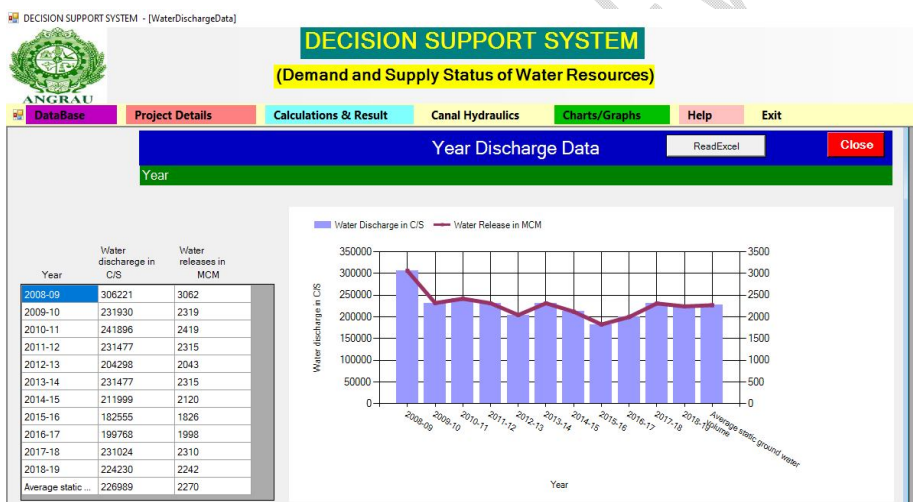 DECISION SUPPORT SYSTEM - [WaterDischargeData]
DECISION SUPPORT SYSTEM
(Demand and Supply Status of Water Resources)
ANGRAU
DataBase Project Details Calculations & Result Canal Hydraulics Charts/Graphs Help Exit
Year Discharge Data ReadExcel Close
Year
Water Discharge in C/S Water Release in MCM
Year Water discharege in C/S Water releases in MCM
2008-09 306221 3062
2009-10 231930 2319
2010-11 241896 2419
2011-12 231477 2315
2012-13 204298 2043
2013-14 231477 2315
2014-15 211999 2120
2015-16 182555 1826
2016-17 199768 1998
2017-18 231024 2310
2018-19 224230 2242
Average static ... 226989 2270
Water discharge in C/S
350000 3500
300000 3000
250000 2500
200000 2000
150000 1500
100000 1000
50000 500
0 0
2008-09 2009-10 2010-11 2011-12 2012-13 2013-14 2014-15 2015-16 2016-17 2017-18 2018-19 Average static ground water volume
Year